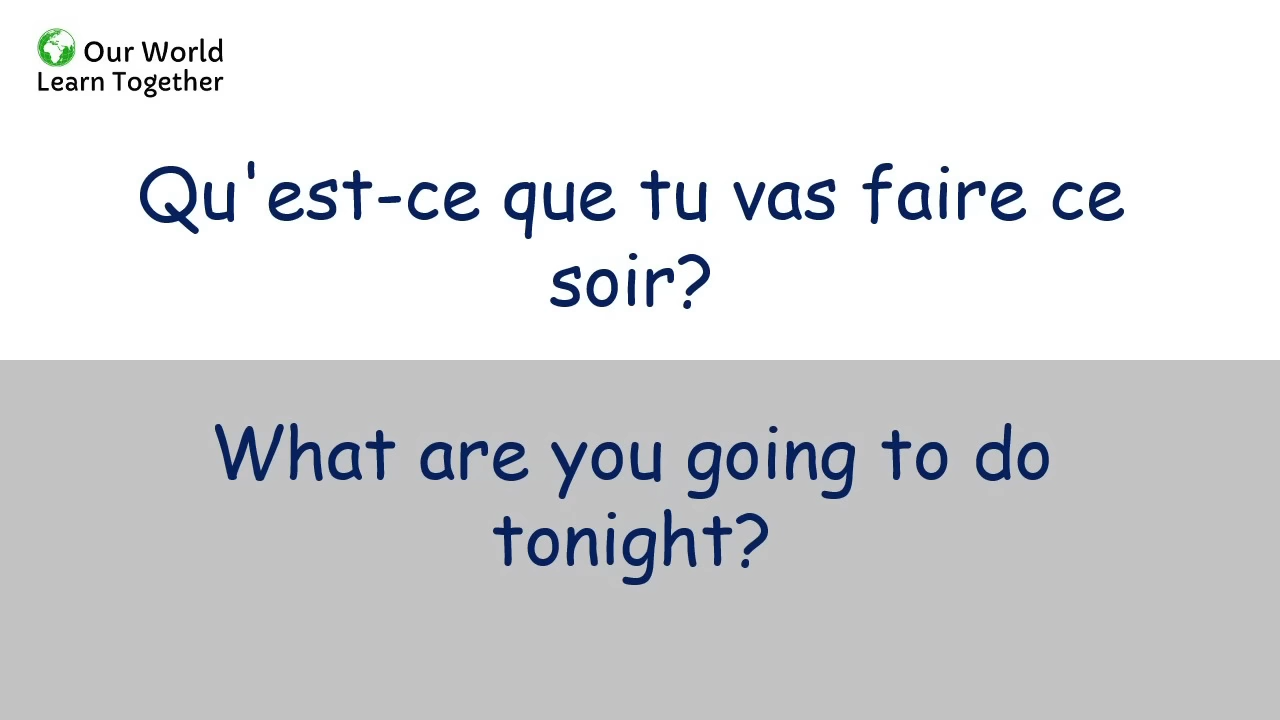 Our World
Learn Together
Qu'est-ce que tu vas faire ce
soir?
What are you going to do
tonight?